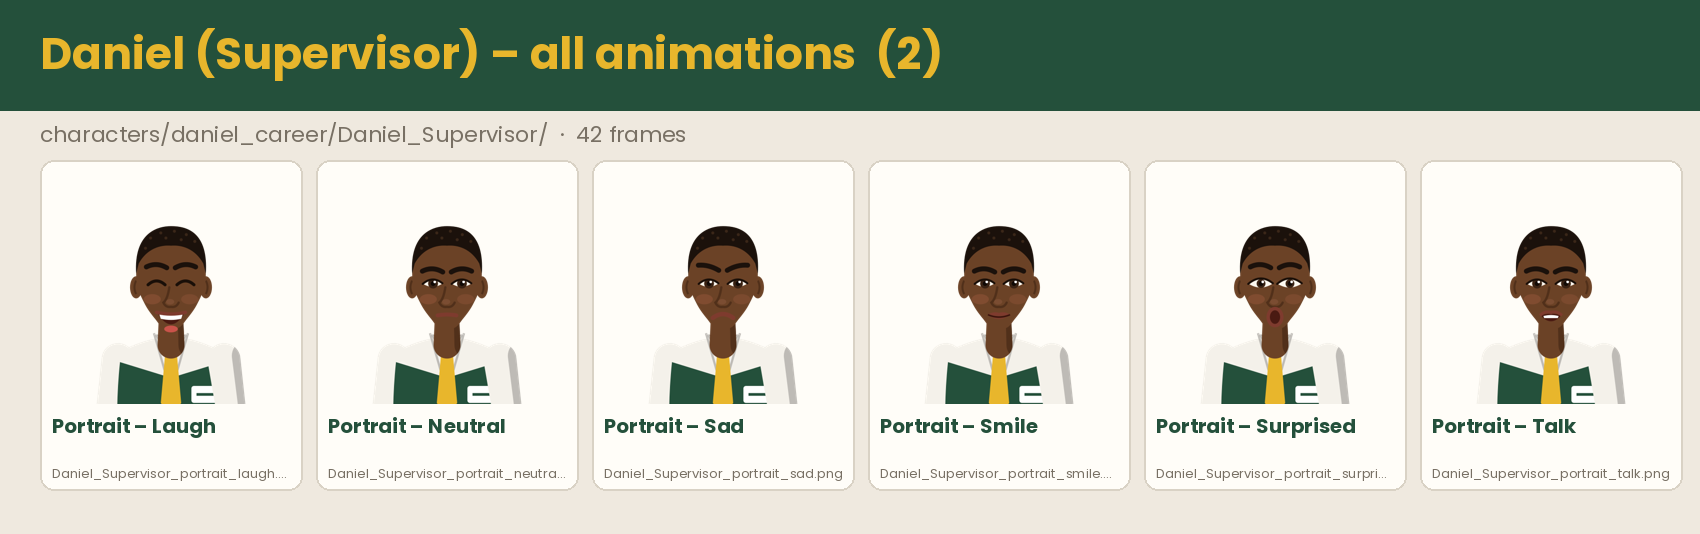 Daniel (Supervisor) – all animations (2)
characters/daniel_career/Daniel_Supervisor/ · 42 frames
Portrait – Laugh
Daniel_Supervisor_portrait_laugh....
Portrait – Neutral
Daniel_Supervisor_portrait_neutra...
Portrait – Sad
Daniel_Supervisor_portrait_sad.png
Portrait – Smile
Daniel_Supervisor_portrait_smile....
Portrait – Surprised
Daniel_Supervisor_portrait_surpri...
Portrait – Talk
Daniel_Supervisor_portrait_talk.png